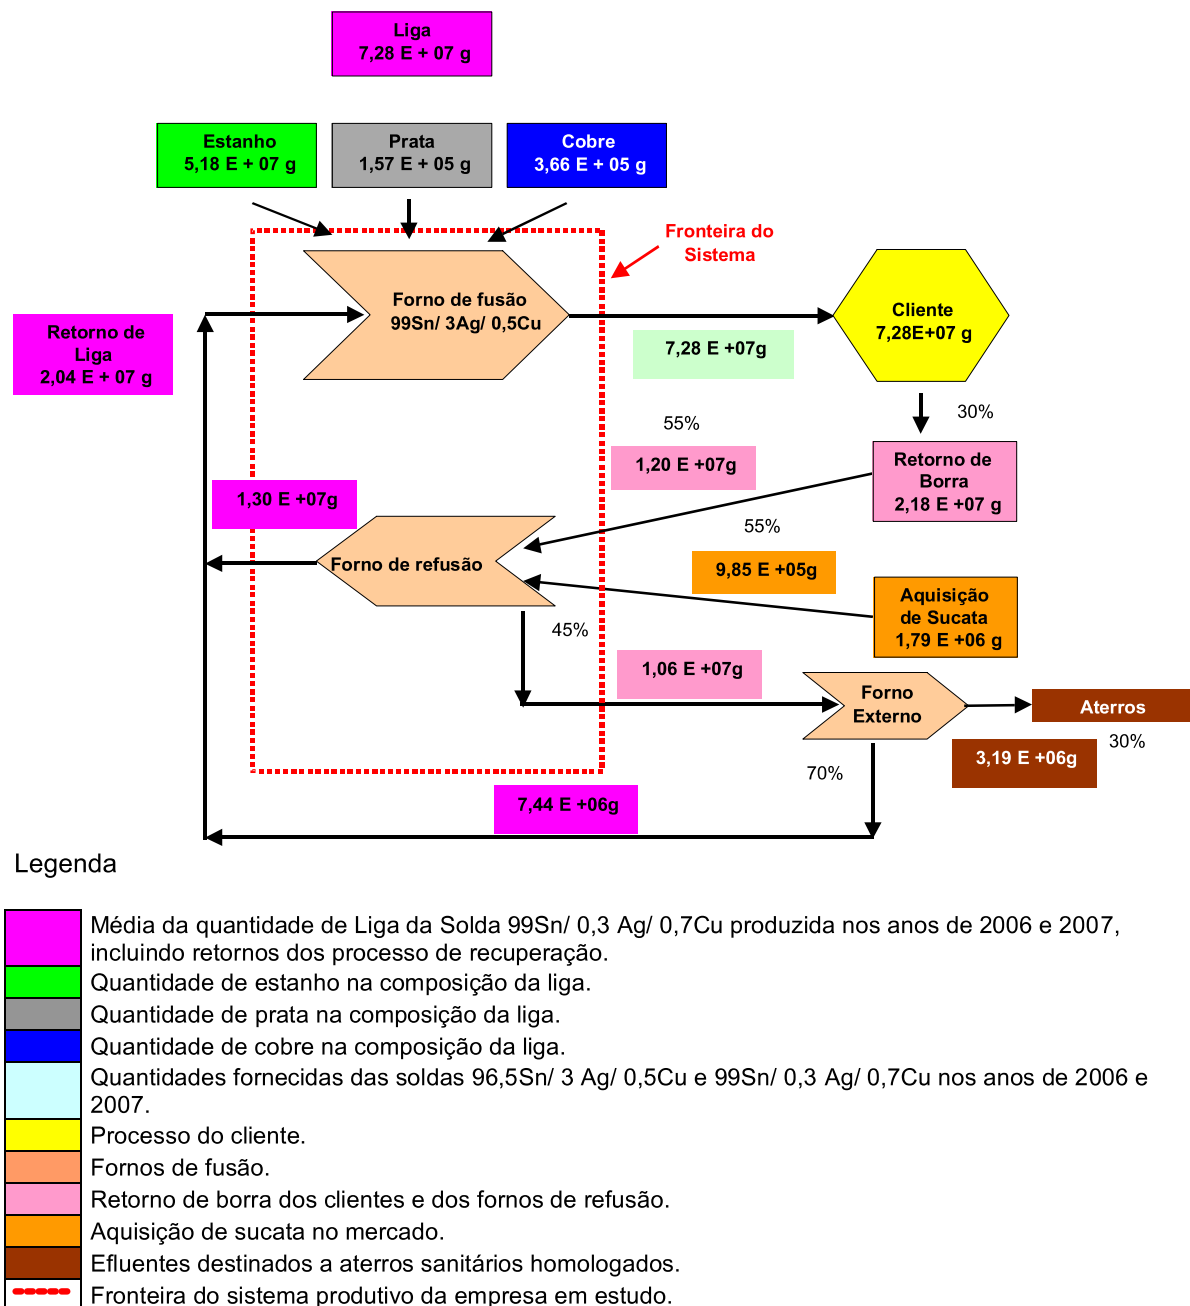 Liga
7,28 E + 07 g
Estanho
5,18 E + 07 g
Prata
1,57 E + 05 g
Cobre
3,66 E + 05 g
Fronteira do
Sistema
Forno de fusão
99Sn/ 3Ag/ 0,5Cu
Cliente
7,28E+07 g
Retorno de
Liga
2,04 E + 07 g
7,28 E +07g
30%
55%
1,20 E +07g
Retorno de
Borra
2,18 E +07 g
1,30 E +07g
55%
Forno de refusão
9,85 E +05g
Aquisição
de Sucata
1,79 E +06 g
45%
1,06 E +07g
Forno
Externo
Aterros
30%
3,19 E +06g
70%
7,44 E +06g
Legenda
Média da quantidade de Liga da Solda 99Sn/ 0,3 Ag/ 0,7Cu produzida nos anos de 2006 e 2007,
incluindo retornos dos processo de recuperação.
Quantidade de estanho na composição da liga.
Quantidade de prata na composição da liga.
Quantidade de cobre na composição da liga.
Quantidades fornecidas das soldas 96,5Sn/ 3 Ag/ 0,5Cu e 99Sn/ 0,3 Ag/ 0,7Cu nos anos de 2006 e
2007.
Processo do cliente.
Fornos de fusão.
Retorno de borra dos clientes e dos fornos de refusão.
Aquisição de sucata no mercado.
Efluentes destinados a aterros sanitários homologados.
Fronteira do sistema produtivo da empresa em estudo.